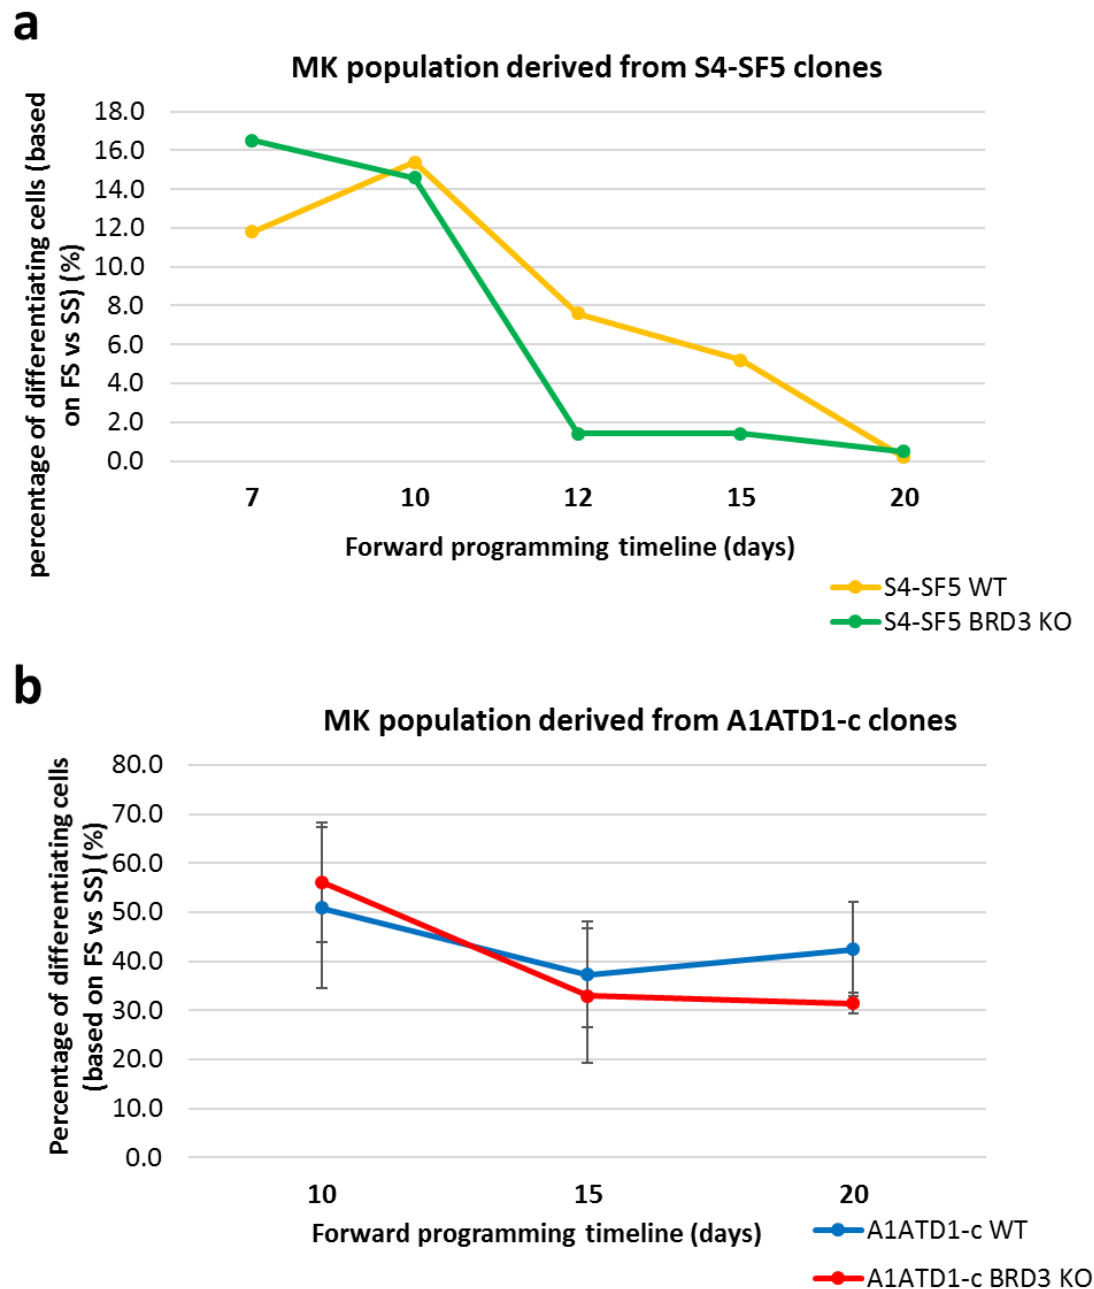 a
MK population derived from S4-SF5 clones
percentage of differentiating cells (based
on FS vs SS) (%)
18.0
16.0
14.0
12.0
10.0
8.0
6.0
4.0
2.0
0.0
7 10 12 15 20
Forward programming timeline (days)
S4-SF5 WT
S4-SF5 BRD3 KO
b
MK population derived from A1ATD1-c clones
Percentage of differentiating cells
(based on FS vs SS) (%)
80.0
70.0
60.0
50.0
40.0
30.0
20.0
10.0
0.0
10 15 20
Forward programming timeline (days)
A1ATD1-c WT
A1ATD1-c BRD3 KO